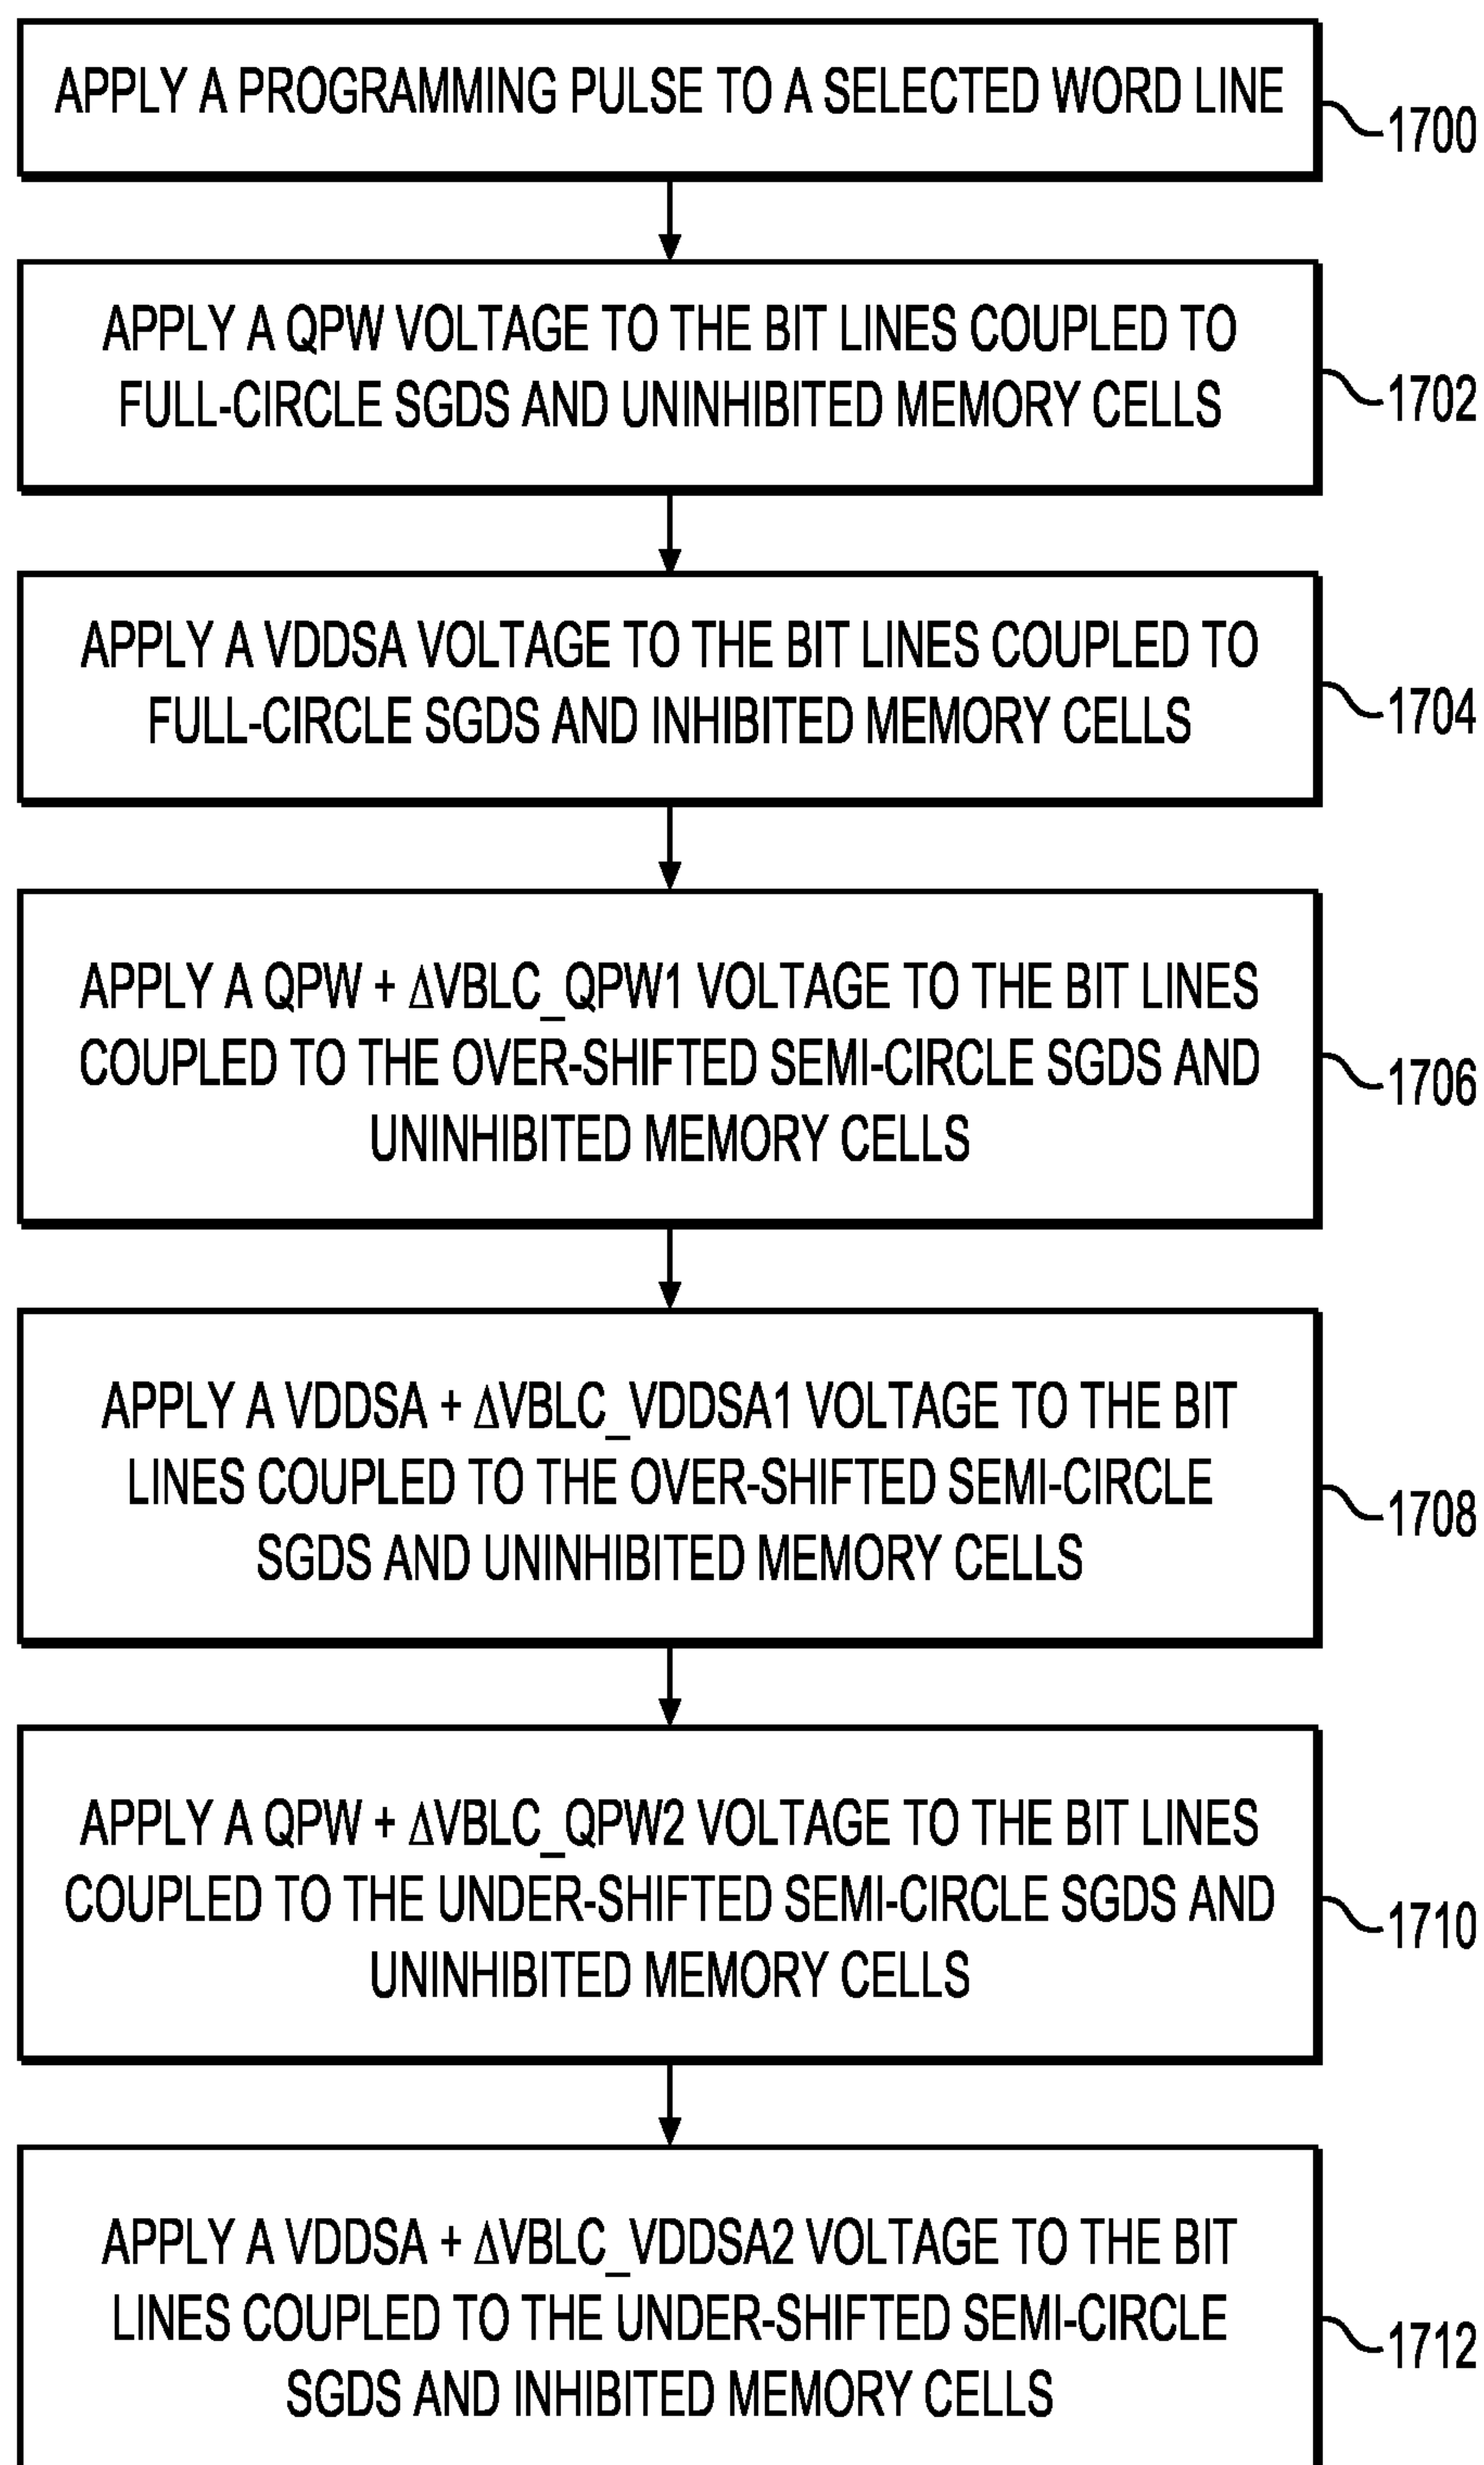 APPLY A PROGRAMMING PULSE TO A SELECTED WORD LINE
1700
APPLY A QPW VOLTAGE TO THE BIT LINES COUPLED TO
FULL-CIRCLE SGDS AND UNINHIBITED MEMORY CELLS
1702
APPLY A VDDSA VOLTAGE TO THE BIT LINES COUPLED TO
FULL-CIRCLE SGDS AND INHIBITED MEMORY CELLS
1704
APPLY A QPW + ΔVBLC_QPW1 VOLTAGE TO THE BIT LINES
COUPLED TO THE OVER-SHIFTED SEMI-CIRCLE SGDS AND
UNINHIBITED MEMORY CELLS
1706
APPLY A VDDSA + ΔVBLC_VDDSA1 VOLTAGE TO THE BIT
LINES COUPLED TO THE OVER-SHIFTED SEMI-CIRCLE
SGDS AND UNINHIBITED MEMORY CELLS
1708
APPLY A QPW + ΔVBLC_QPW2 VOLTAGE TO THE BIT LINES
COUPLED TO THE UNDER-SHIFTED SEMI-CIRCLE SGDS AND
UNINHIBITED MEMORY CELLS
1710
APPLY A VDDSA + ΔVBLC_VDDSA2 VOLTAGE TO THE BIT
LINES COUPLED TO THE UNDER-SHIFTED SEMI-CIRCLE
SGDS AND INHIBITED MEMORY CELLS
1712